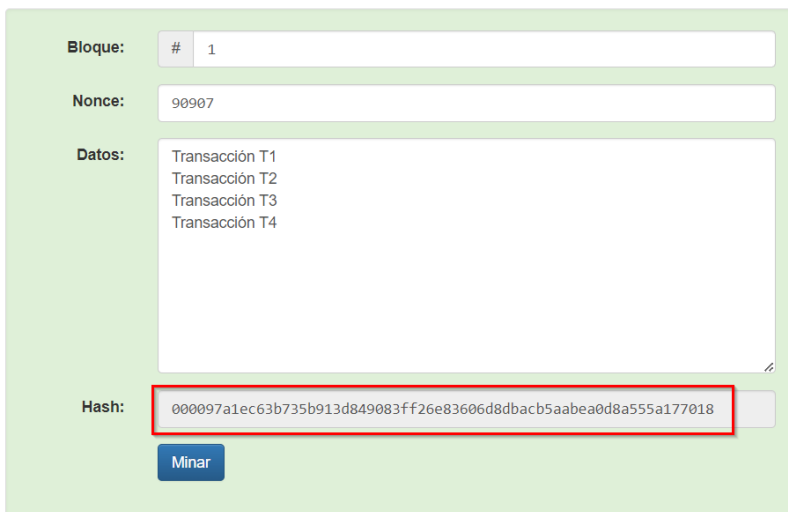 Bloque: # 1
Nonce: 90907
Datos: Transacción T1
Transacción T2
Transacción T3
Transacción T4
Hash: 000097a1ec63b735b913d849083ff26e83606d8dbacb5aabea0d8a555a177018
Minar